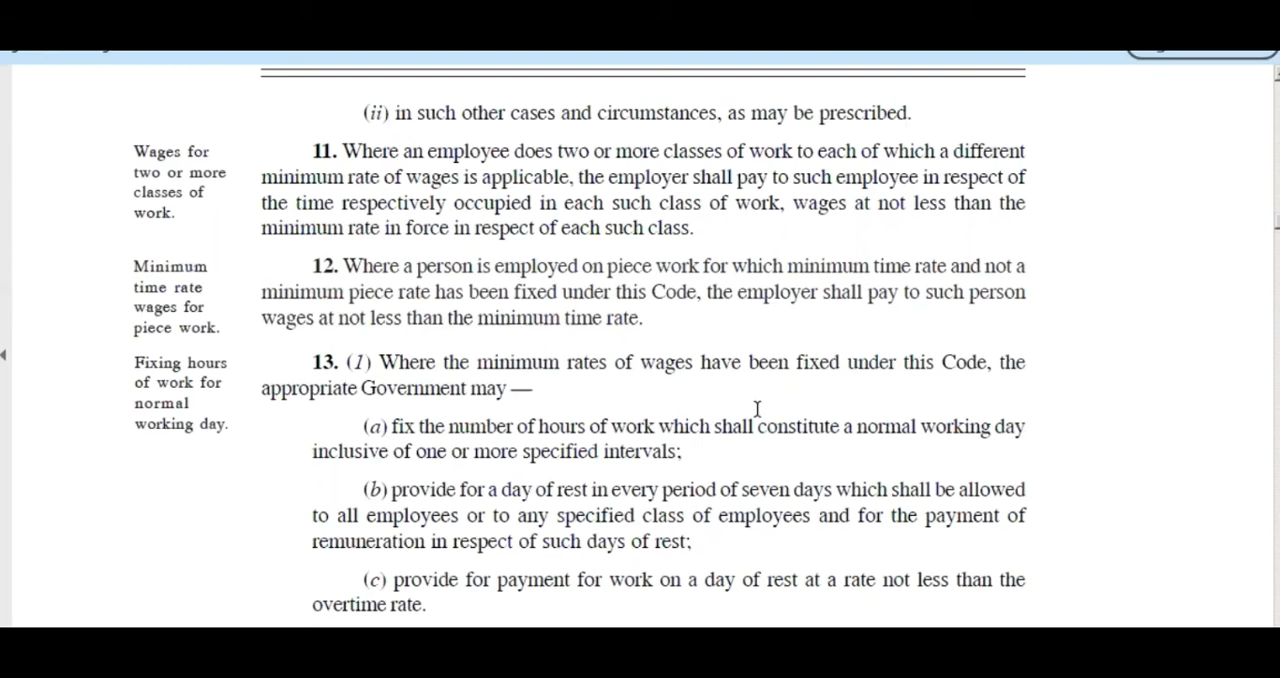 (ii) in such other cases and circumstances, as may be prescribed.
Wages for
two or more
classes of
work.
11. Where an employee does two or more classes of work to each of which a different
minimum rate of wages is applicable, the employer shall pay to such employee in respect of
the time respectively occupied in each such class of work, wages at not less than the
minimum rate in force in respect of each such class.
Minimum
time rate
wages for
piece work.
12. Where a person is employed on piece work for which minimum time rate and not a
minimum piece rate has been fixed under this Code, the employer shall pay to such person
wages at not less than the minimum time rate.
Fixing hours
of work for
normal
working day.
13. (1) Where the minimum rates of wages have been fixed under this Code, the
appropriate Government may —
(a) fix the number of hours of work which shall constitute a normal working day
inclusive of one or more specified intervals;
(b) provide for a day of rest in every period of seven days which shall be allowed
to all employees or to any specified class of employees and for the payment of
remuneration in respect of such days of rest;
(c) provide for payment for work on a day of rest at a rate not less than the
overtime rate.